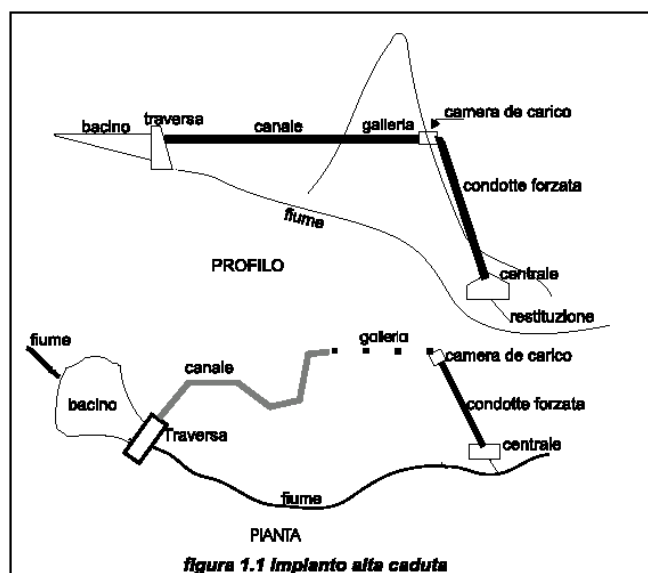 traversa
bacino
canale
galleria
camera de carico
condotte forzata
fiume
PROFILO
centrale
restituzione
fiume
galleria
camera de carico
canale
bacino
condotte forzata
Traversa
centrale
fiume
PIANTA
figura 1.1 impianto alta caduta